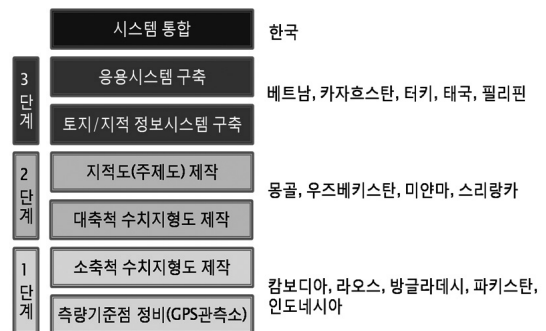 시스템 통합
한국
3단계
응용시스템 구축
토지/지적 정보시스템 구축
베트남, 카자흐스탄, 터키, 태국, 필리핀
2단계
지적도(주제도) 제작
대축척 수치지형도 제작
몽골, 우즈베키스탄, 미얀마, 스리랑카
1단계
소축척 수치지형도 제작
측량기준점 정비(GPS관측소)
캄보디아, 라오스, 방글라데시, 파키스탄,
인도네시아